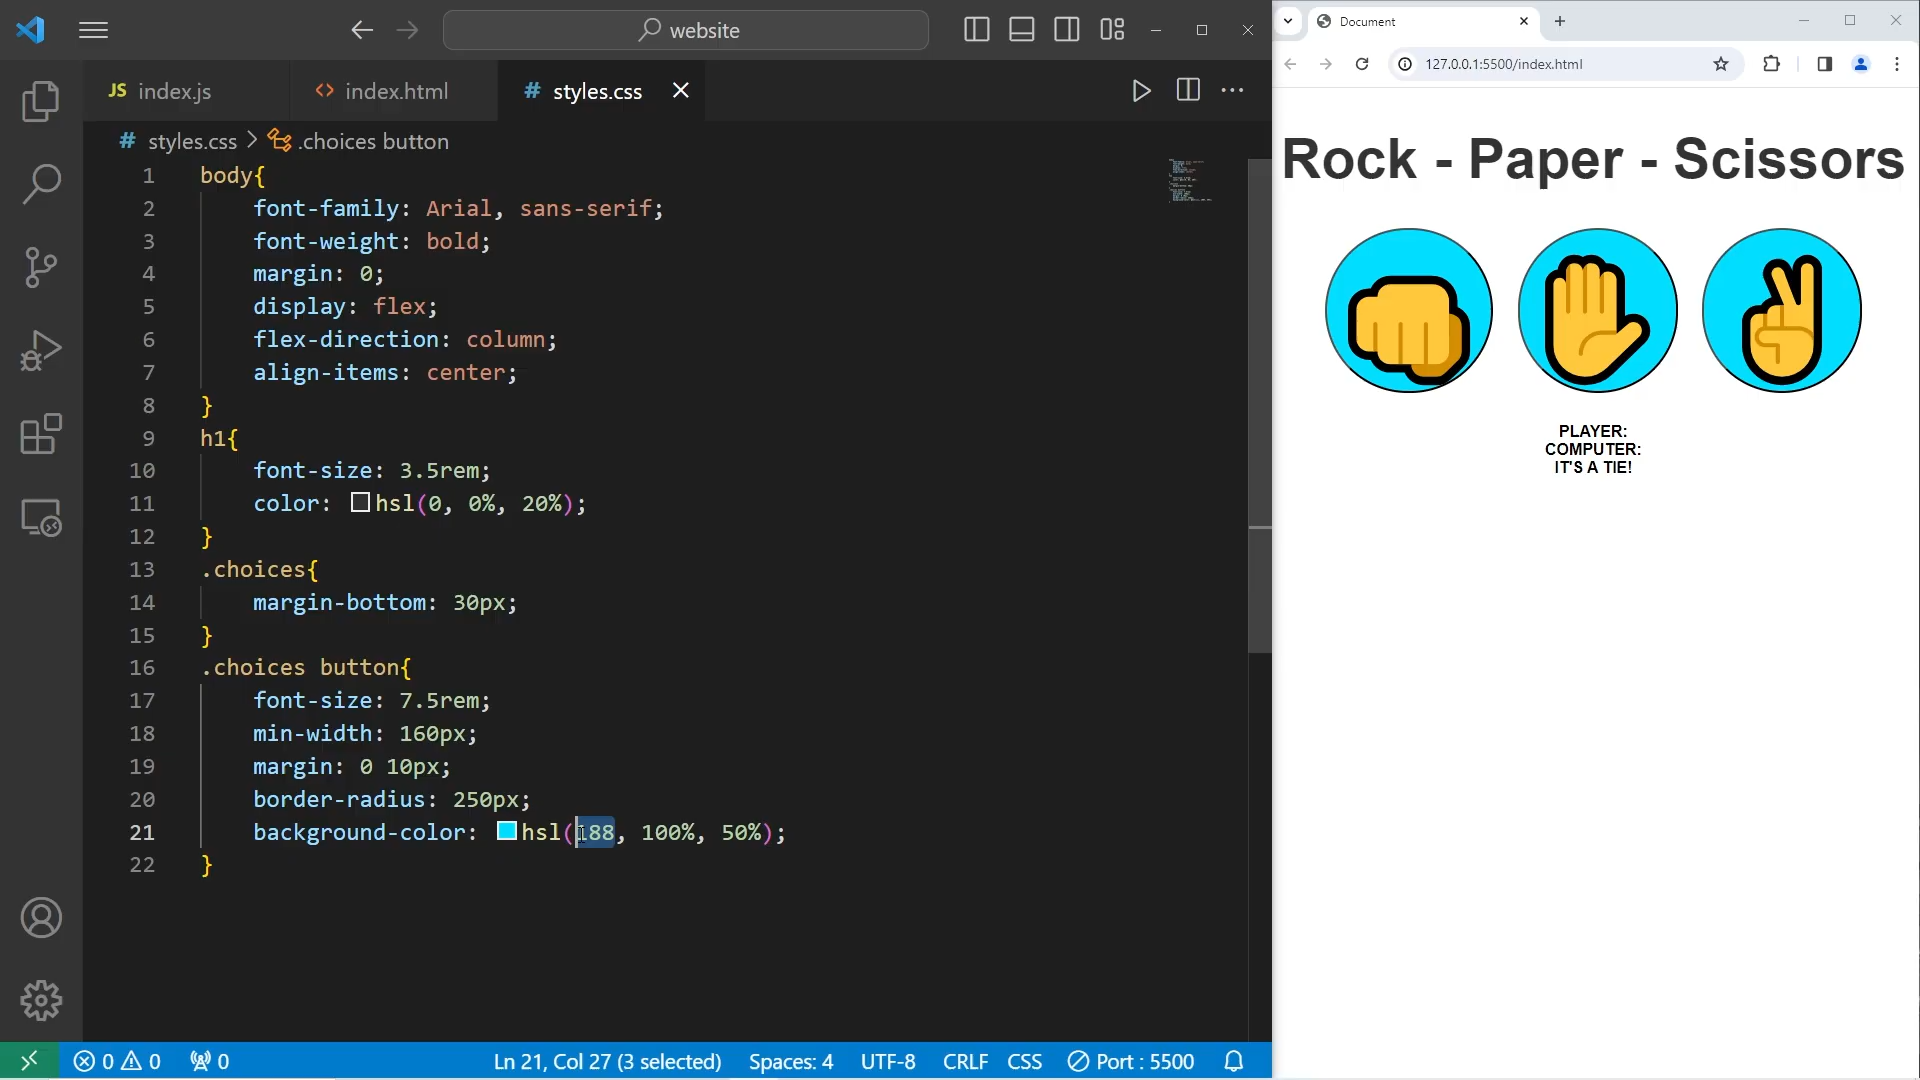 website
JS index.js
<> index.html
# styles.css
# styles.css > .choices button
1 body{
2 font-family: Arial, sans-serif;
3 font-weight: bold;
4 margin: 0;
5 display: flex;
6 flex-direction: column;
7 align-items: center;
8 }
9 h1{
10 font-size: 3.5rem;
11 color: hsl(0, 0%, 20%);
12 }
13 .choices{
14 margin-bottom: 30px;
15 }
16 .choices button{
17 font-size: 7.5rem;
18 min-width: 160px;
19 margin: 0 10px;
20 border-radius: 250px;
21 background-color: hsl(188, 100%, 50%);
22 }
0 0 0
Ln 21, Col 27 (3 selected)
Spaces: 4
UTF-8
CRLF
CSS
Port : 5500
Document
127.0.0.1:5500/index.html
Rock - Paper - Scissors
PLAYER:
COMPUTER:
IT'S A TIE!